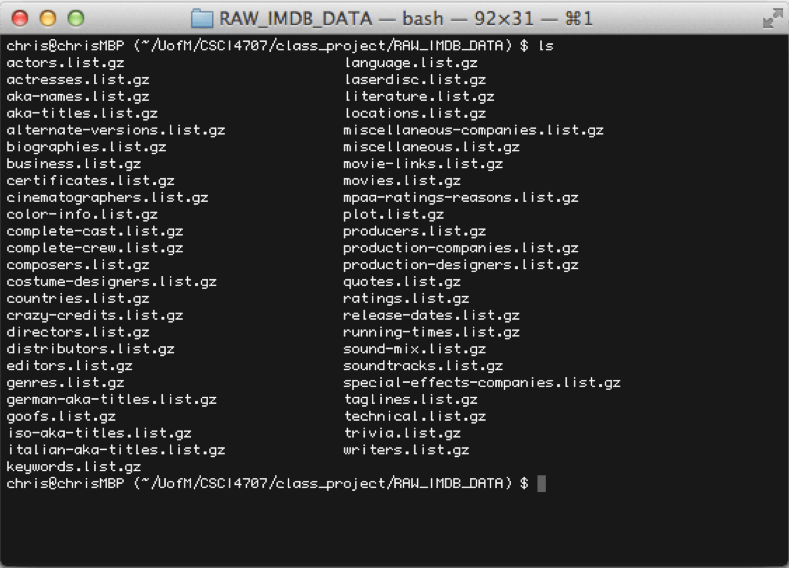 RAW_IMDB_DATA — bash — 92×31 — ⌘1
chris@chrisMBP (~/UofM/CSCI4707/class_project/RAW_IMDB_DATA) $ ls
actors.list.gz language.list.gz
actresses.list.gz laserdisc.list.gz
aka-names.list.gz literature.list.gz
aka-titles.list.gz locations.list.gz
alternate-versions.list.gz miscellaneous-companies.list.gz
biographies.list.gz miscellaneous.list.gz
business.list.gz movie-links.list.gz
certificates.list.gz movies.list.gz
cinematographers.list.gz mpaa-ratings-reasons.list.gz
color-info.list.gz plot.list.gz
complete-cast.list.gz producers.list.gz
complete-crew.list.gz production-companies.list.gz
composers.list.gz production-designers.list.gz
costume-designers.list.gz quotes.list.gz
countries.list.gz ratings.list.gz
crazy-credits.list.gz release-dates.list.gz
directors.list.gz running-times.list.gz
distributors.list.gz sound-mix.list.gz
editors.list.gz soundtracks.list.gz
genres.list.gz special-effects-companies.list.gz
german-aka-titles.list.gz taglines.list.gz
goofs.list.gz technical.list.gz
iso-aka-titles.list.gz trivia.list.gz
italian-aka-titles.list.gz writers.list.gz
keywords.list.gz
chris@chrisMBP (~/UofM/CSCI4707/class_project/RAW_IMDB_DATA) $